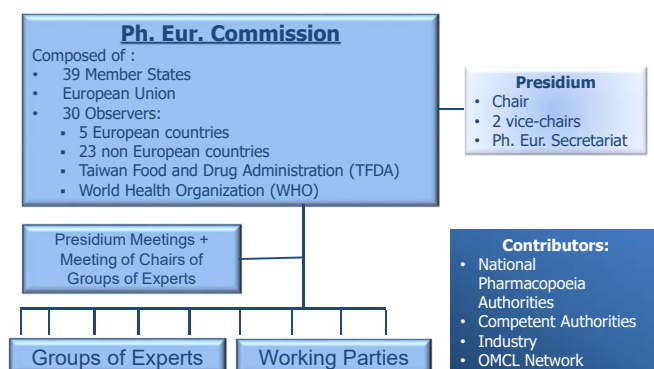 Ph. Eur. Commission
Composed of :
• 39 Member States
• European Union
• 30 Observers:
▪ 5 European countries
▪ 23 non European countries
▪ Taiwan Food and Drug Administration (TFDA)
▪ World Health Organization (WHO)
Presidium
• Chair
• 2 vice-chairs
• Ph. Eur. Secretariat
Presidium Meetings +
Meeting of Chairs of
Groups of Experts
Contributors:
• National
Pharmacopoeia
Authorities
• Competent Authorities
• Industry
• OMCL Network
Groups of Experts
Working Parties